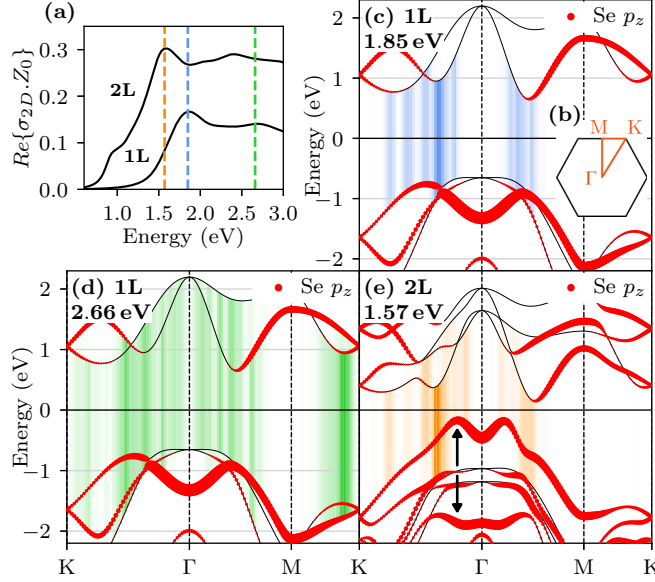 (a)
Re{σ2D.Z0}
0.3
0.2
0.1
0.0
2L
1L
1.0 1.5 2.0 2.5 3.0
Energy (eV)
(c) 1L
1.85 eV
Se pz
Energy (eV)
2
1
0
−1
−2
(b)
M K
Γ
(d) 1L
2.66 eV
Se pz
Energy (eV)
2
1
0
−1
−2
K Γ M K
(e) 2L
1.57 eV
Se pz
K Γ M K